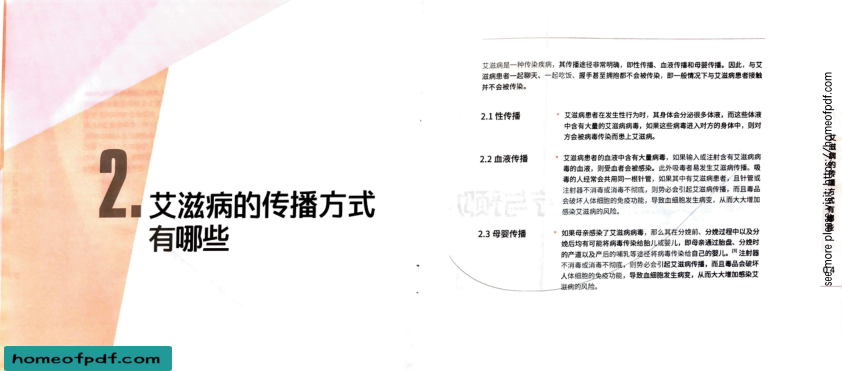 2.
艾滋病的传播方式
有哪些
homeofpdf.com
艾滋病是一种传染疾病，其传播途径非常明确，即性传播、血液传播和母婴传播。因此，与艾
滋病患者一起聊天、一起吃饭、握手甚至拥抱都不会被传染，即一般情况下与艾滋病患者接触
并不会被传染。
2.1 性传播
* 艾滋病患者在发生性行为时，其身体会分泌很多体液，而这些体液
中含有大量的艾滋病病毒，如果这些病毒进入对方的身体中，则对
方会被病毒传染而患上艾滋病。
2.2 血液传播
* 艾滋病患者的血液中含有大量病毒，如果输入或注射含有艾滋病病
毒的血液，则受血者会被感染。此外吸毒者易发生艾滋病传播。吸
毒的人经常会共用同一根针管，如果其中有艾滋病患者，且针管或
注射器不消毒或消毒不彻底，则势必会引起艾滋病传播，而且毒品
会破坏人体细胞的免疫功能，导致血细胞发生病变，从而大大增加
感染艾滋病的风险。
2.3 母婴传播
* 如果母亲感染了艾滋病病毒，那么其在分娩前、分娩过程中以及分
娩后均有可能将病毒传染给胎儿或婴儿，即母亲通过胎盘、分娩时
的产道以及产后的哺乳等途径将病毒传染给自己的婴儿。[5] 注射器
不消毒或消毒不彻底，则势必会引起艾滋病传播，而且毒品会破坏
人体细胞的免疫功能，导致血细胞发生病变，从而大大增加感染艾
滋病的风险。
艾滋病的传播方式有哪些
see more please visit: https://homeofpdf.com